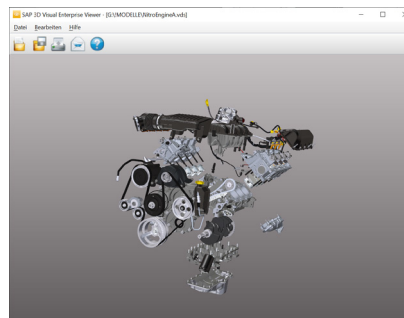 SAP 3D Visual Enterprise Viewer - [G:\MODELLE\NitroEngineA.vds]
Datei Bearbeiten Hilfe